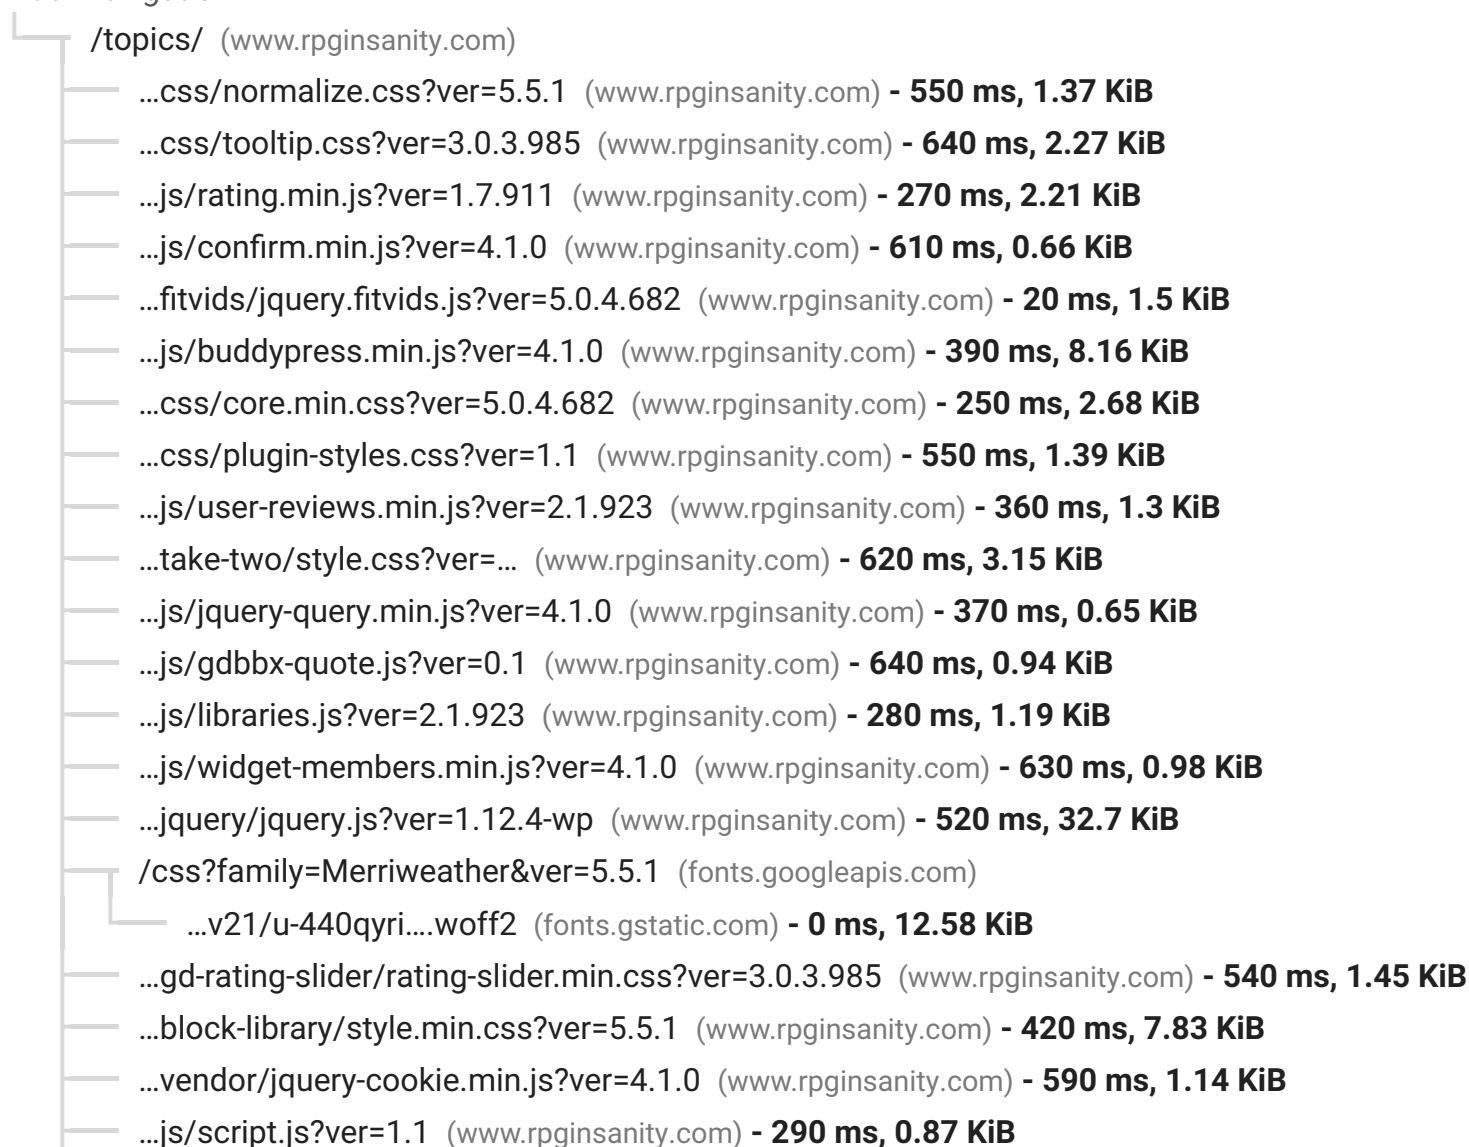 /topics/ (www.rpginsanity.com)
…css/normalize.css?ver=5.5.1 (www.rpginsanity.com) - 550 ms, 1.37 KiB
…css/tooltip.css?ver=3.0.3.985 (www.rpginsanity.com) - 640 ms, 2.27 KiB
…js/rating.min.js?ver=1.7.911 (www.rpginsanity.com) - 270 ms, 2.21 KiB
…js/confirm.min.js?ver=4.1.0 (www.rpginsanity.com) - 610 ms, 0.66 KiB
…fitvids/jquery.fitvids.js?ver=5.0.4.682 (www.rpginsanity.com) - 20 ms, 1.5 KiB
…js/buddypress.min.js?ver=4.1.0 (www.rpginsanity.com) - 390 ms, 8.16 KiB
…css/core.min.css?ver=5.0.4.682 (www.rpginsanity.com) - 250 ms, 2.68 KiB
…css/plugin-styles.css?ver=1.1 (www.rpginsanity.com) - 550 ms, 1.39 KiB
…js/user-reviews.min.js?ver=2.1.923 (www.rpginsanity.com) - 360 ms, 1.3 KiB
…take-two/style.css?ver=… (www.rpginsanity.com) - 620 ms, 3.15 KiB
…js/jquery-query.min.js?ver=4.1.0 (www.rpginsanity.com) - 370 ms, 0.65 KiB
…js/gdbbx-quote.js?ver=0.1 (www.rpginsanity.com) - 640 ms, 0.94 KiB
…js/libraries.js?ver=2.1.923 (www.rpginsanity.com) - 280 ms, 1.19 KiB
…js/widget-members.min.js?ver=4.1.0 (www.rpginsanity.com) - 630 ms, 0.98 KiB
…jquery/jquery.js?ver=1.12.4-wp (www.rpginsanity.com) - 520 ms, 32.7 KiB
/css?family=Merriweather&ver=5.5.1 (fonts.googleapis.com)
…v21/u-440qyri….woff2 (fonts.gstatic.com) - 0 ms, 12.58 KiB
…gd-rating-slider/rating-slider.min.css?ver=3.0.3.985 (www.rpginsanity.com) - 540 ms, 1.45 KiB
…block-library/style.min.css?ver=5.5.1 (www.rpginsanity.com) - 420 ms, 7.83 KiB
…vendor/jquery-cookie.min.js?ver=4.1.0 (www.rpginsanity.com) - 590 ms, 1.14 KiB
…js/script.js?ver=1.1 (www.rpginsanity.com) - 290 ms, 0.87 KiB